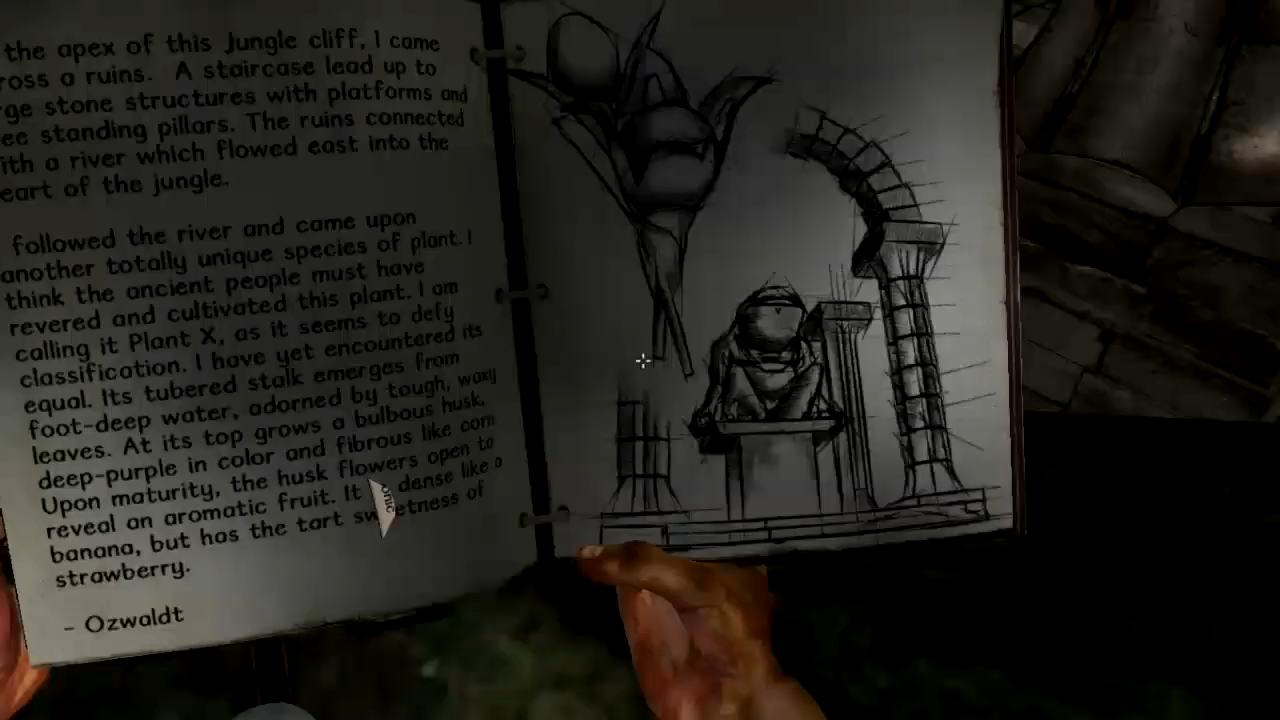 the apex of this Jungle cliff, I came
ross a ruins. A staircase lead up to
rge stone structures with platforms and
ee standing pillars. The ruins connected
ith a river which flowed east into the
eart of the jungle.
followed the river and came upon
another totally unique species of plant. I
think the ancient people must have
revered and cultivated this plant. I am
calling it Plant X, as it seems to defy
classification. I have yet encountered its
equal. Its tubered stalk emerges from
foot-deep water, adorned by tough, waxy
leaves. At its top grows a bulbous husk,
deep-purple in color and fibrous like corn
Upon maturity, the husk flowers open to
reveal an aromatic fruit. It dense like a
banana, but has the tart sweetness of
strawberry.
- Ozwaldt